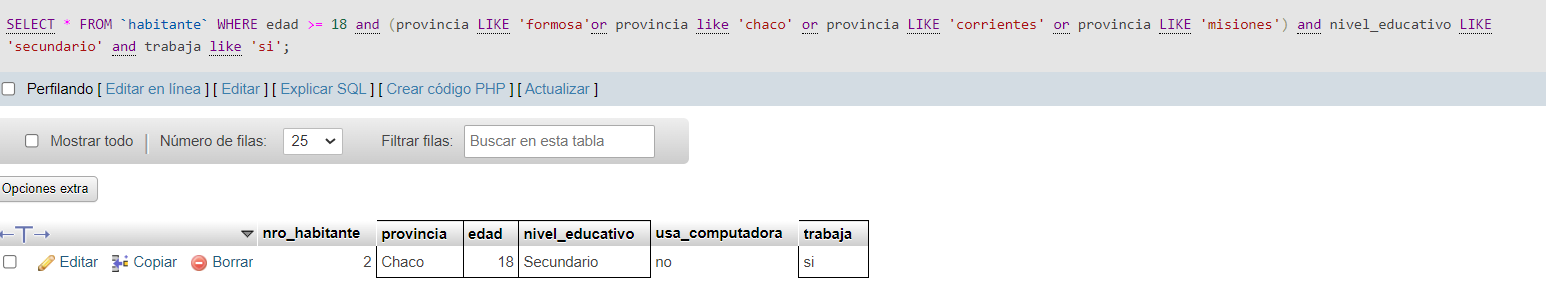 SELECT * FROM `habitante` WHERE edad >= 18 and (provincia LIKE 'formosa'or provincia like 'chaco' or provincia LIKE 'corrientes' or provincia LIKE 'misiones') and nivel_educativo LIKE
'secundario' and trabaja like 'si';
Perfilando [ Editar en línea ] [ Editar ] [ Explicar SQL ] [ Crear código PHP ] [ Actualizar ]
Mostrar todo | Número de filas: 25 Filtrar filas: Buscar en esta tabla
Opciones extra
←T→ nro_habitante provincia edad nivel_educativo usa_computadora trabaja
Editar Copiar Borrar 2 Chaco 18 Secundario no si